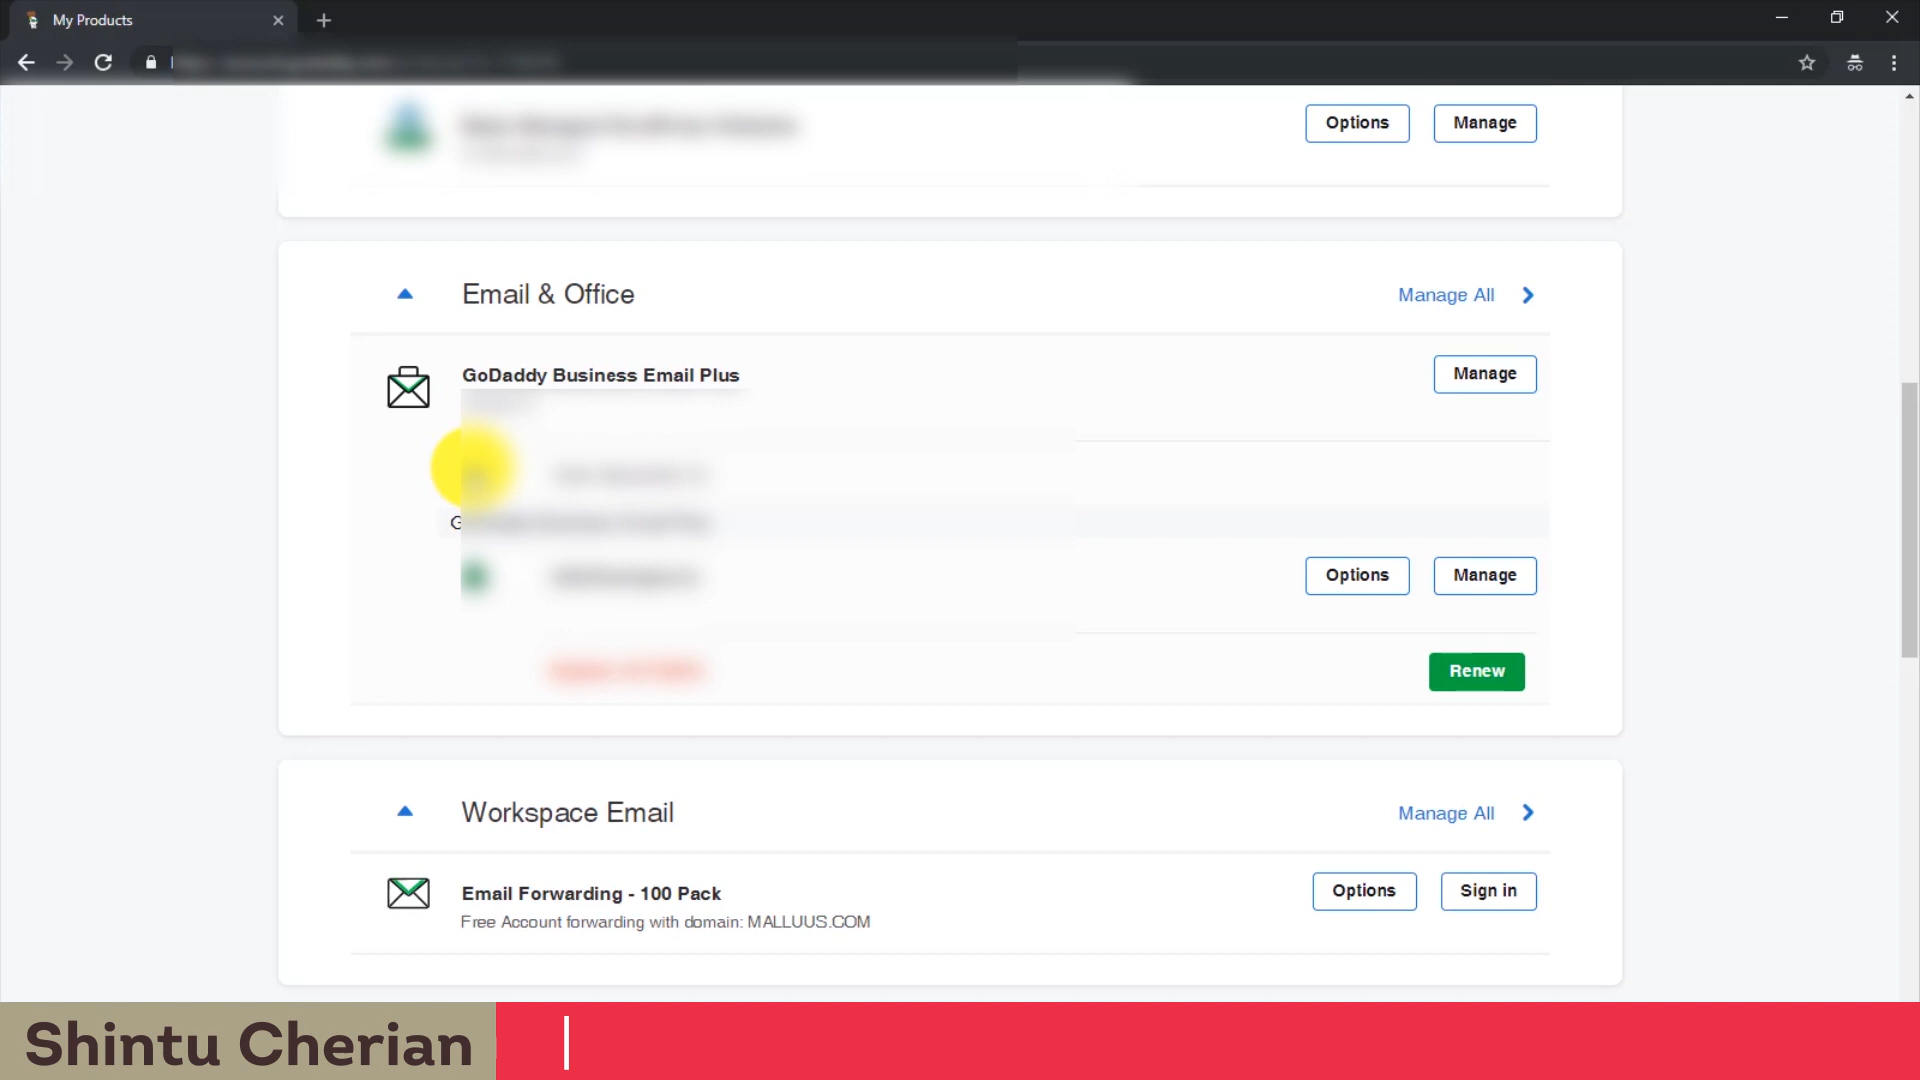 My Products
Options
Manage
Email & Office
Manage All
GoDaddy Business Email Plus
Manage
Options
Manage
Renew
Workspace Email
Manage All
Email Forwarding - 100 Pack
Options
Sign in
Free Account forwarding with domain: MALLUUS.COM
Shintu Cherian